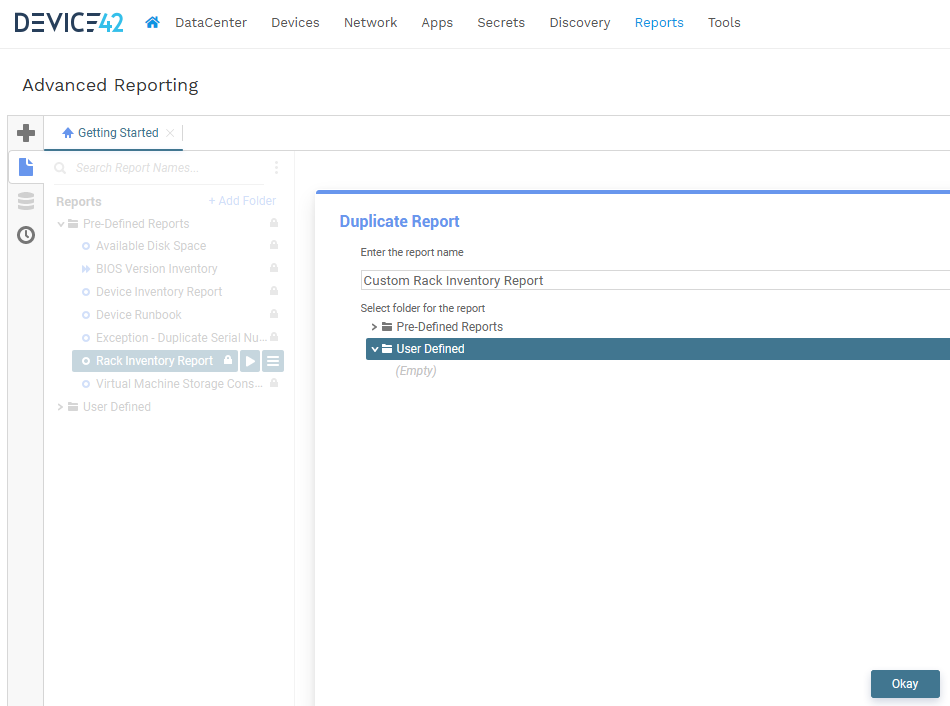 DEVICE42 DataCenter Devices Network Apps Secrets Discovery Reports Tools
Advanced Reporting
Getting Started
Search Report Names...
Reports + Add Folder
Pre-Defined Reports
Available Disk Space
BIOS Version Inventory
Device Inventory Report
Device Runbook
Exception - Duplicate Serial Nu...
Rack Inventory Report
Virtual Machine Storage Cons...
User Defined
Duplicate Report
Enter the report name
Custom Rack Inventory Report
Select folder for the report
Pre-Defined Reports
User Defined
(Empty)
Okay